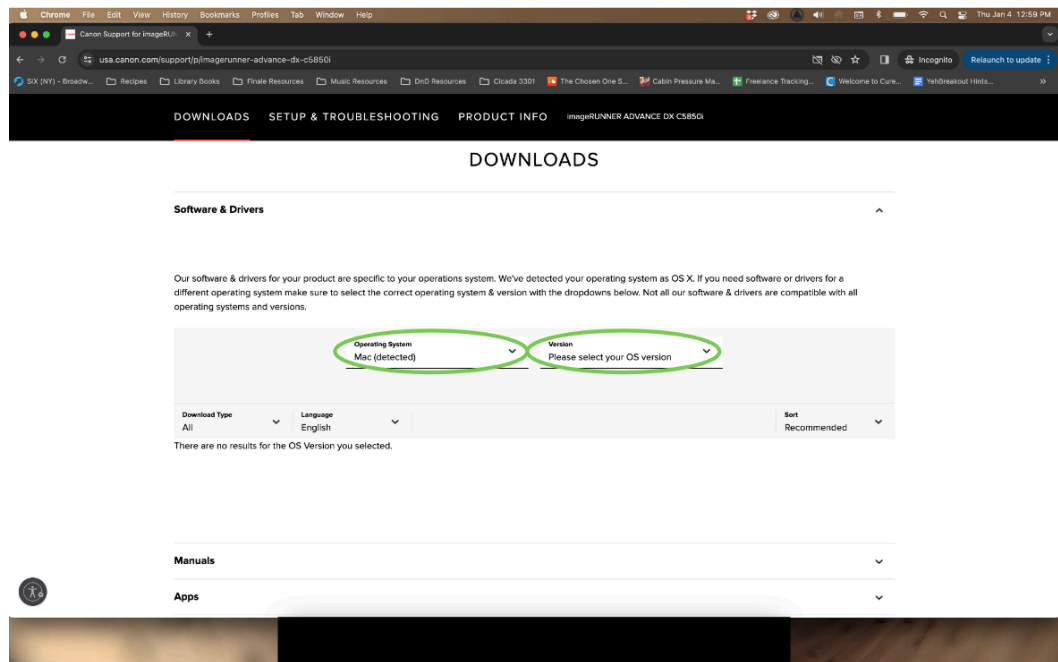 Chrome File Edit View History Bookmarks Profiles Tab Window Help Thu Jan 4 12:59 PM
Canon Support for imageRUN
usa.canon.com/support/p/imagerunner-advance-dx-c5850i Incognito Relaunch to update
SIX (NY) - Broadw... Recipes Library Books Finale Resources Music Resources DnD Resources Cicada 3301 The Chosen One S... Cabin Pressure Ma... Freelance Tracking... Welcome to Cure... YehBreakout Hints...
DOWNLOADS SETUP & TROUBLESHOOTING PRODUCT INFO imageRUNNER ADVANCE DX C5850i
DOWNLOADS
Software & Drivers
Our software & drivers for your product are specific to your operations system. We've detected your operating system as OS X. If you need software or drivers for a
different operating system make sure to select the correct operating system & version with the dropdowns below. Not all our software & drivers are compatible with all
operating systems and versions.
Operating System Version
Mac (detected) Please select your OS version
Download Type Language Sort
All English Recommended
There are no results for the OS Version you selected.
Manuals
Apps